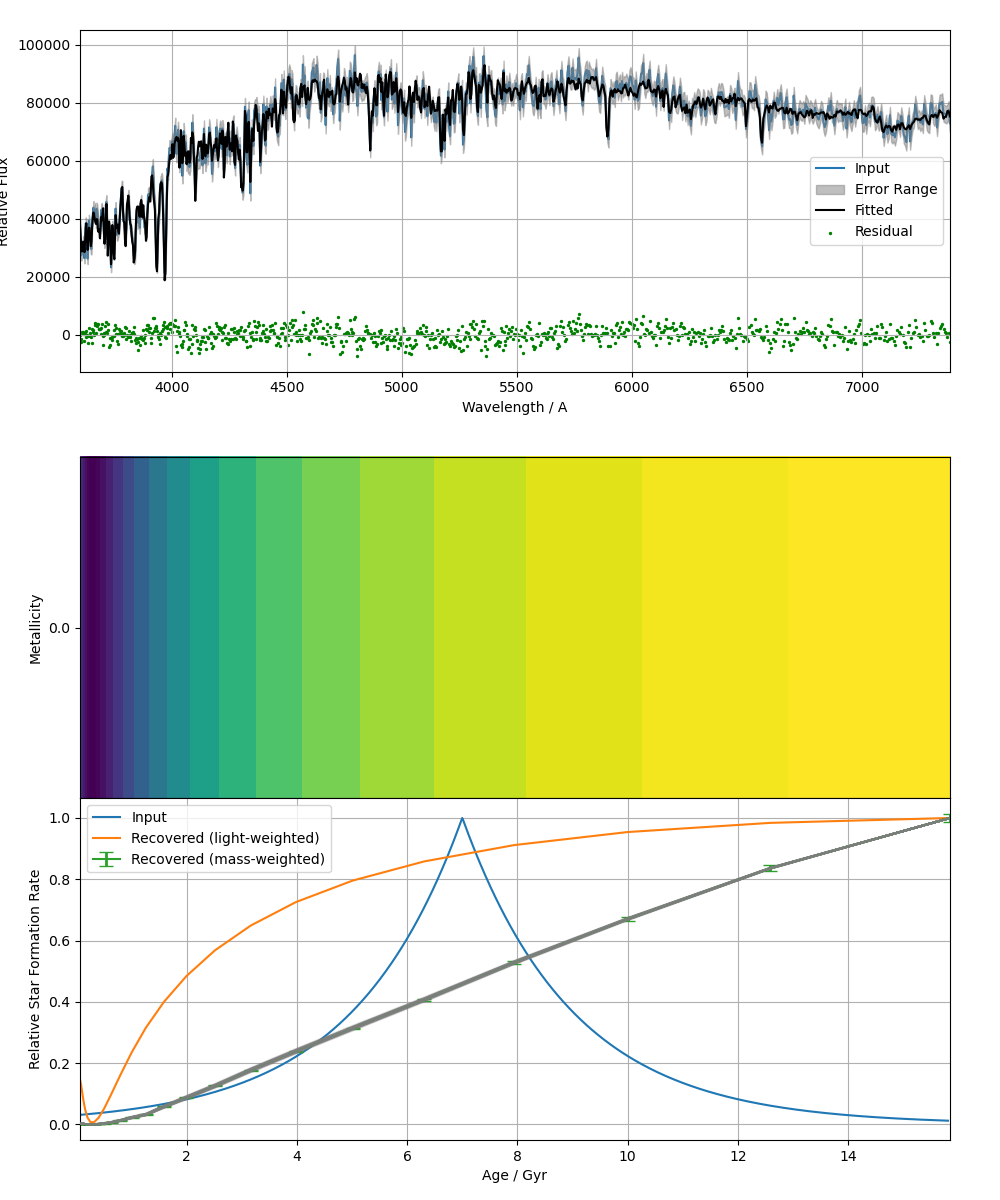 100000
80000
60000
40000
20000
0
Relative Flux
Input
Error Range
Fitted
Residual
4000 4500 5000 5500 6000 6500 7000
Wavelength / A
Metallicity
0.0
Input
Recovered (light-weighted)
Recovered (mass-weighted)
1.0
0.8
0.6
0.4
0.2
0.0
Relative Star Formation Rate
2 4 6 8 10 12 14
Age / Gyr